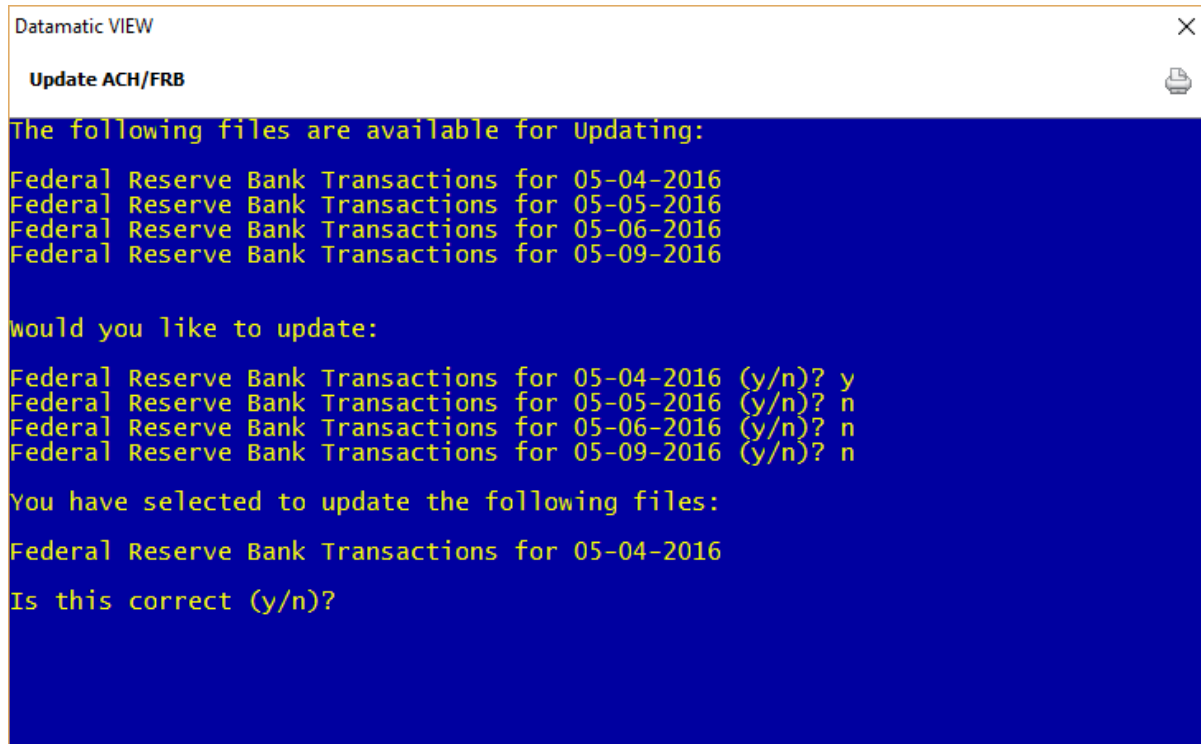 Datamatic VIEW
Update ACH/FRB
The following files are available for Updating:
Federal Reserve Bank Transactions for 05-04-2016
Federal Reserve Bank Transactions for 05-05-2016
Federal Reserve Bank Transactions for 05-06-2016
Federal Reserve Bank Transactions for 05-09-2016
Would you like to update:
Federal Reserve Bank Transactions for 05-04-2016 (y/n)? y
Federal Reserve Bank Transactions for 05-05-2016 (y/n)? n
Federal Reserve Bank Transactions for 05-06-2016 (y/n)? n
Federal Reserve Bank Transactions for 05-09-2016 (y/n)? n
You have selected to update the following files:
Federal Reserve Bank Transactions for 05-04-2016
Is this correct (y/n)?